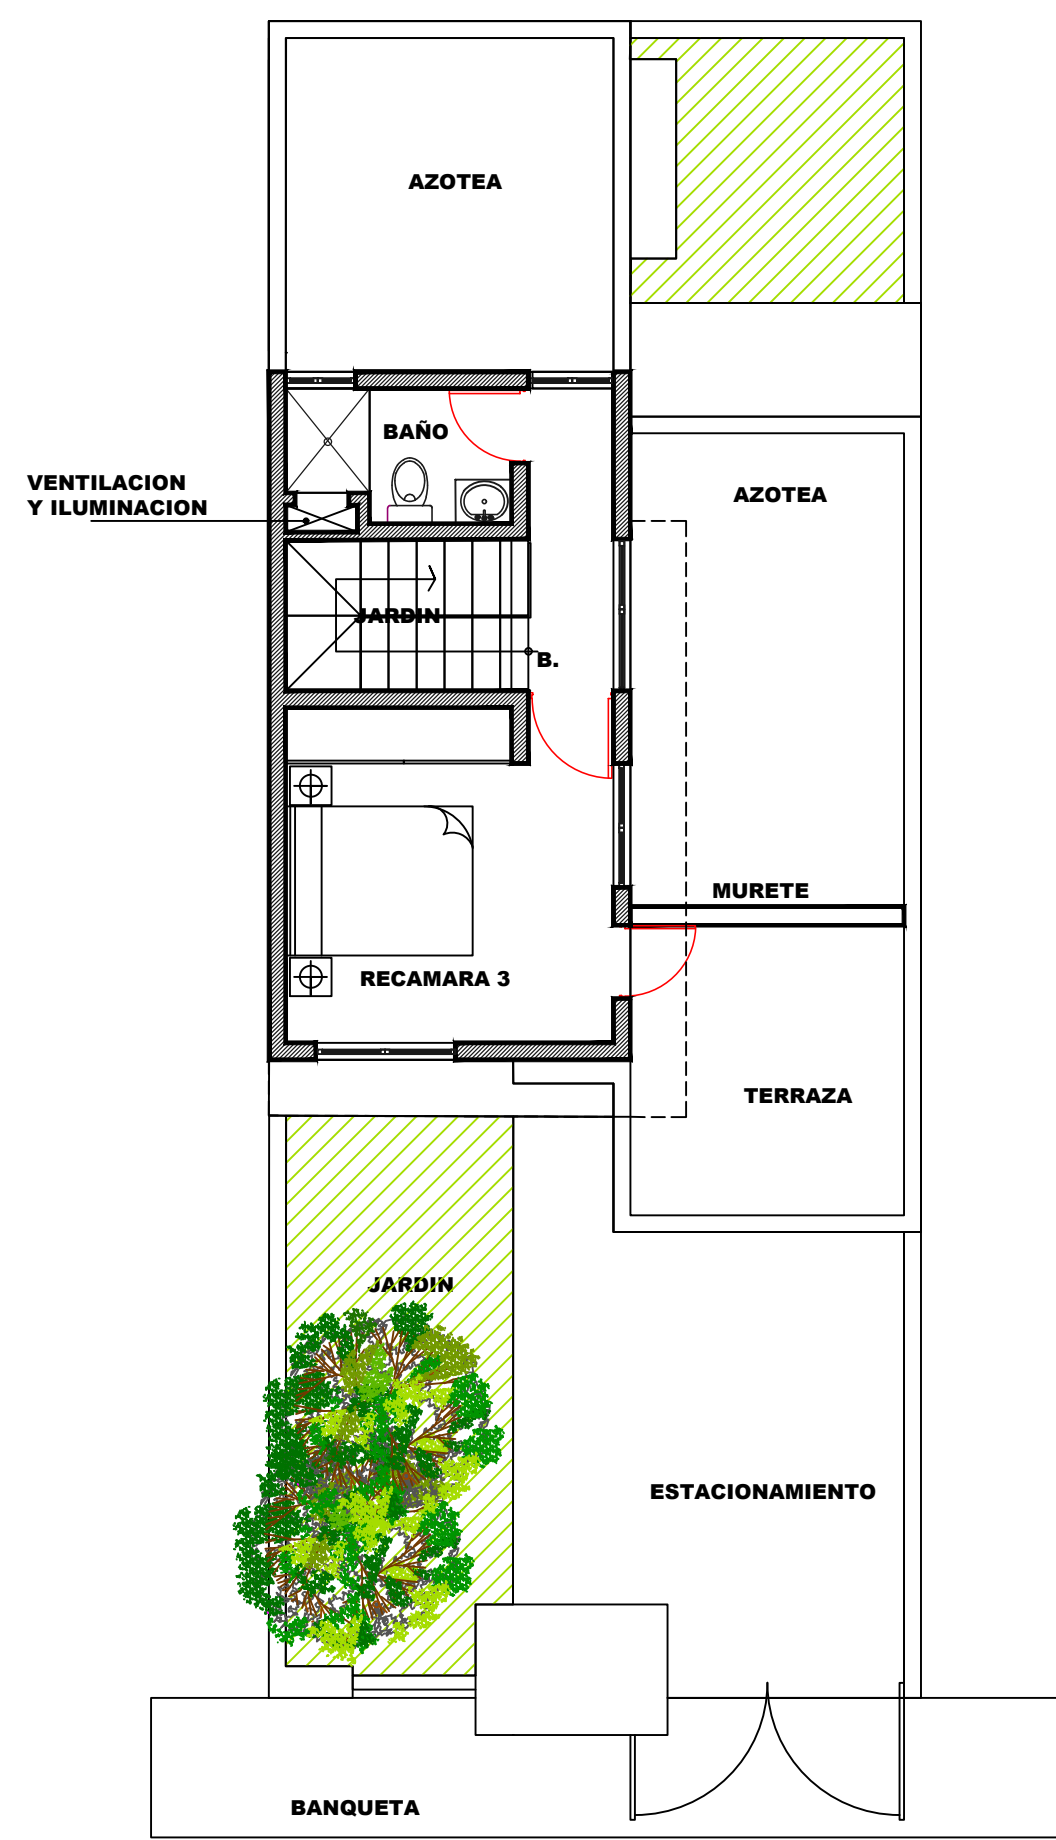 AZOTEA
BAÑO
VENTILACION
Y ILUMINACION
AZOTEA
JARDIN
B.
MURETE
RECAMARA 3
TERRAZA
JARDIN
ESTACIONAMIENTO
BANQUETA